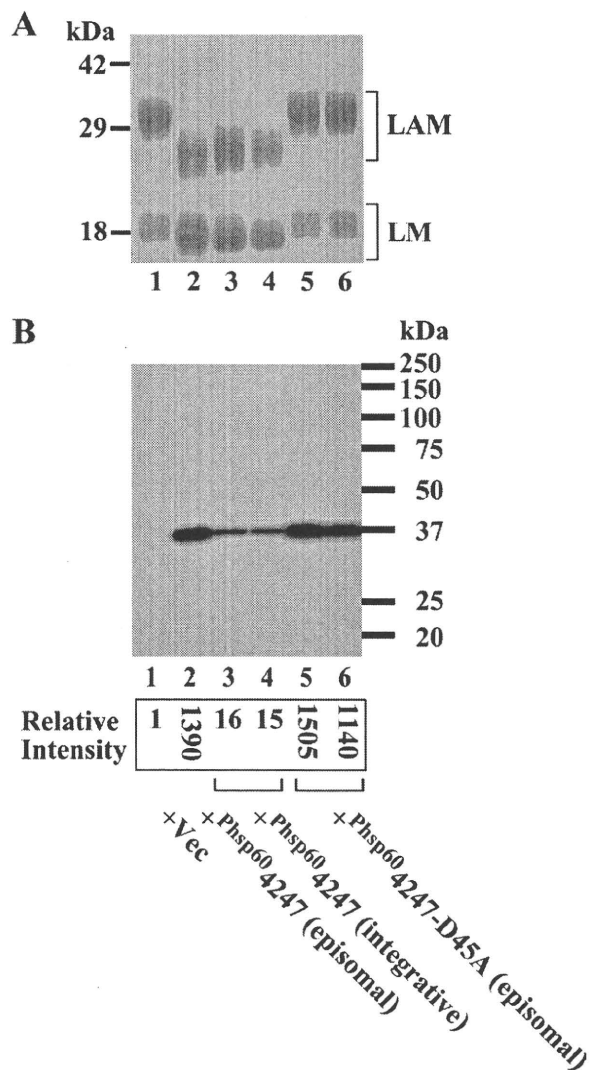 A
kDa
42
29
18
LAM
LM
1 2 3 4 5 6
B
kDa
250
150
100
75
50
37
25
20
1 2 3 4 5 6
Relative Intensity
1 1390 16 15 1505 1140
+Vec
+Phsp60 4247 (episomal)
+Phsp60 4247 (integrative)
+Phsp60 4247-D45A (episomal)